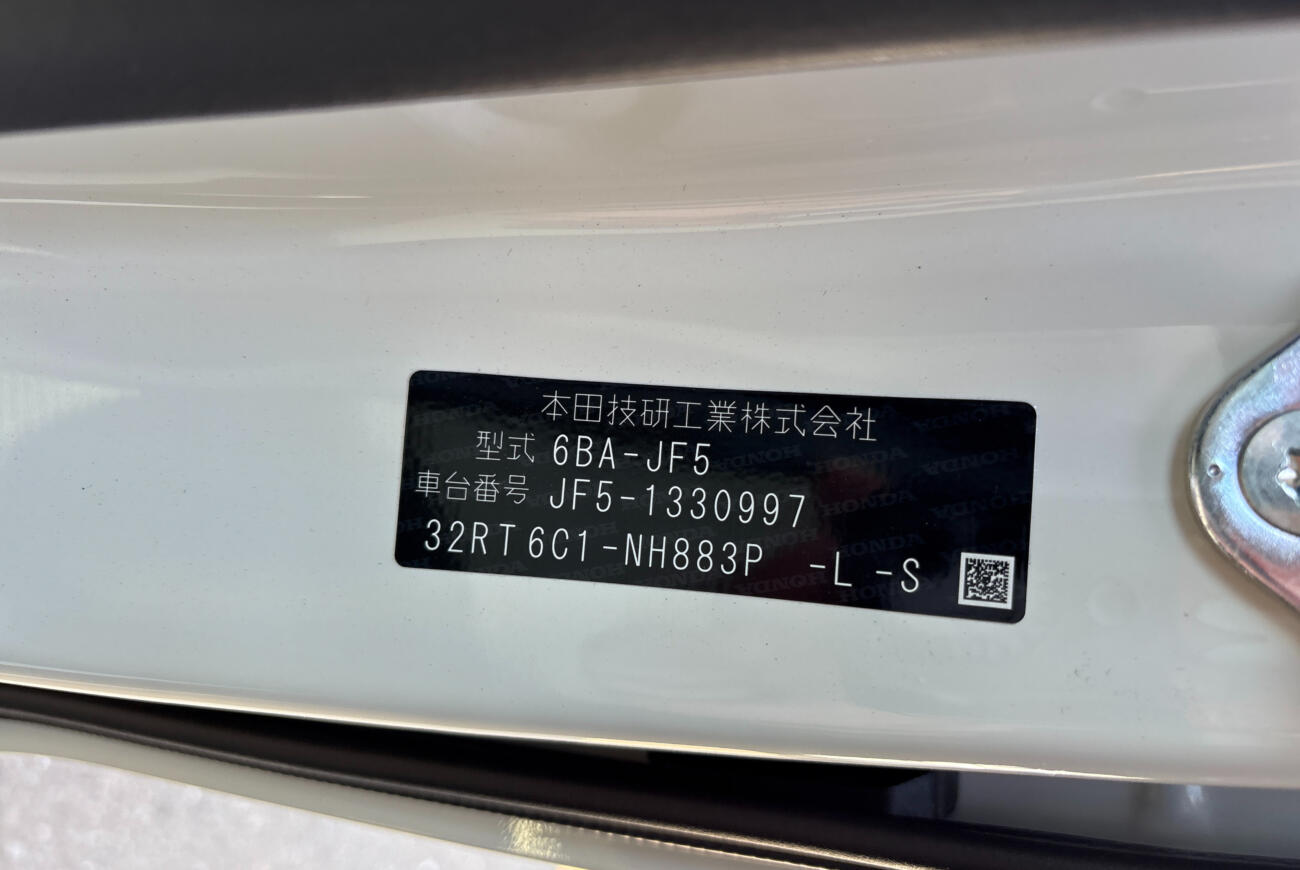 本田技研工業株式会社
型式 6BA-JF5
車台番号 JF5-1330997
32RT6C1-NH883P -L -S